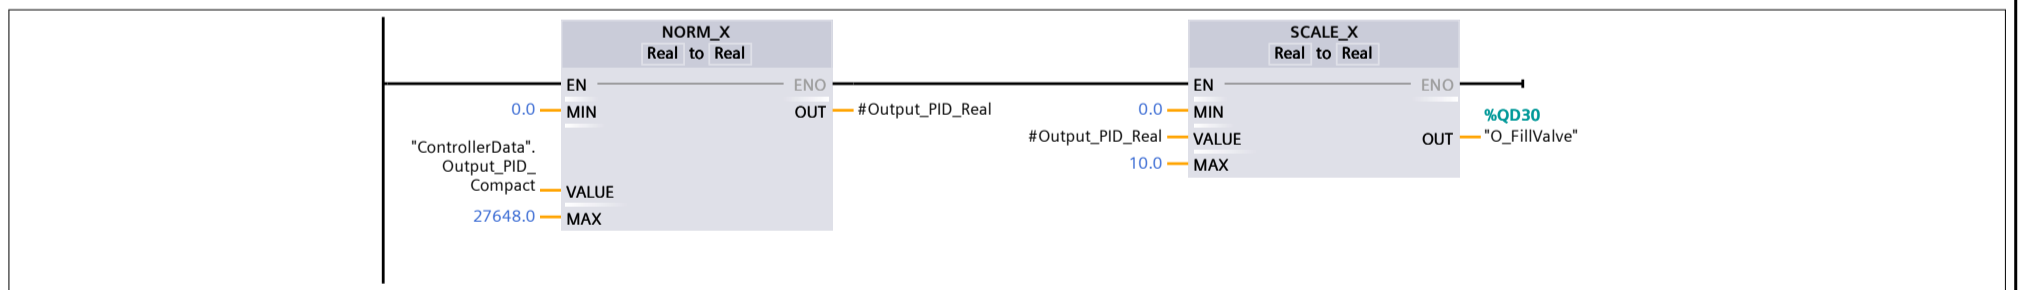 NORM_X
Real to Real
EN ENO
0.0 MIN OUT #Output_PID_Real
"ControllerData".
Output_PID_
Compact VALUE
27648.0 MAX
SCALE_X
Real to Real
EN ENO
0.0 MIN
%QD30
#Output_PID_Real VALUE OUT "O_FillValve"
10.0 MAX